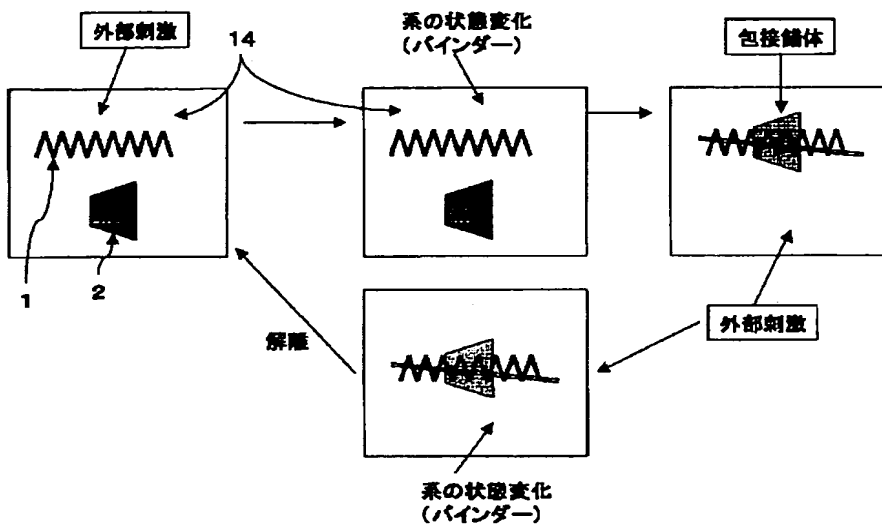 外部刺激
14
系の状態変化
(バインダー)
包接錯体
1
2
解離
外部刺激
系の状態変化
(バインダー)